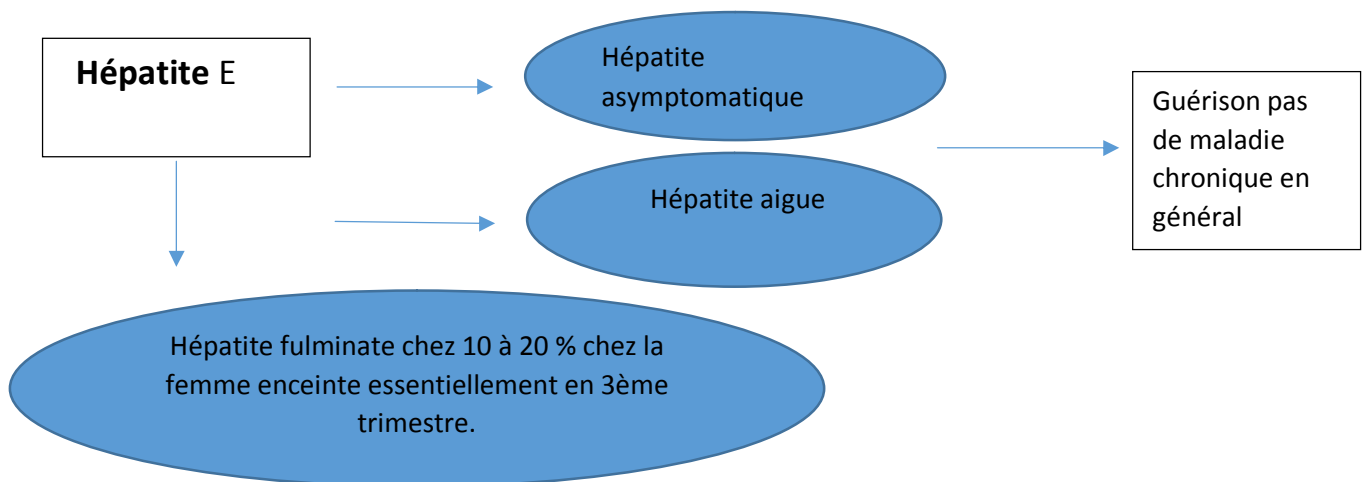 Hépatite E
Hépatite
asymptomatique
Hépatite aigue
Guérison pas
de maladie
chronique en
général
Hépatite fulminate chez 10 à 20 % chez la
femme enceinte essentiellement en 3ème
trimestre.